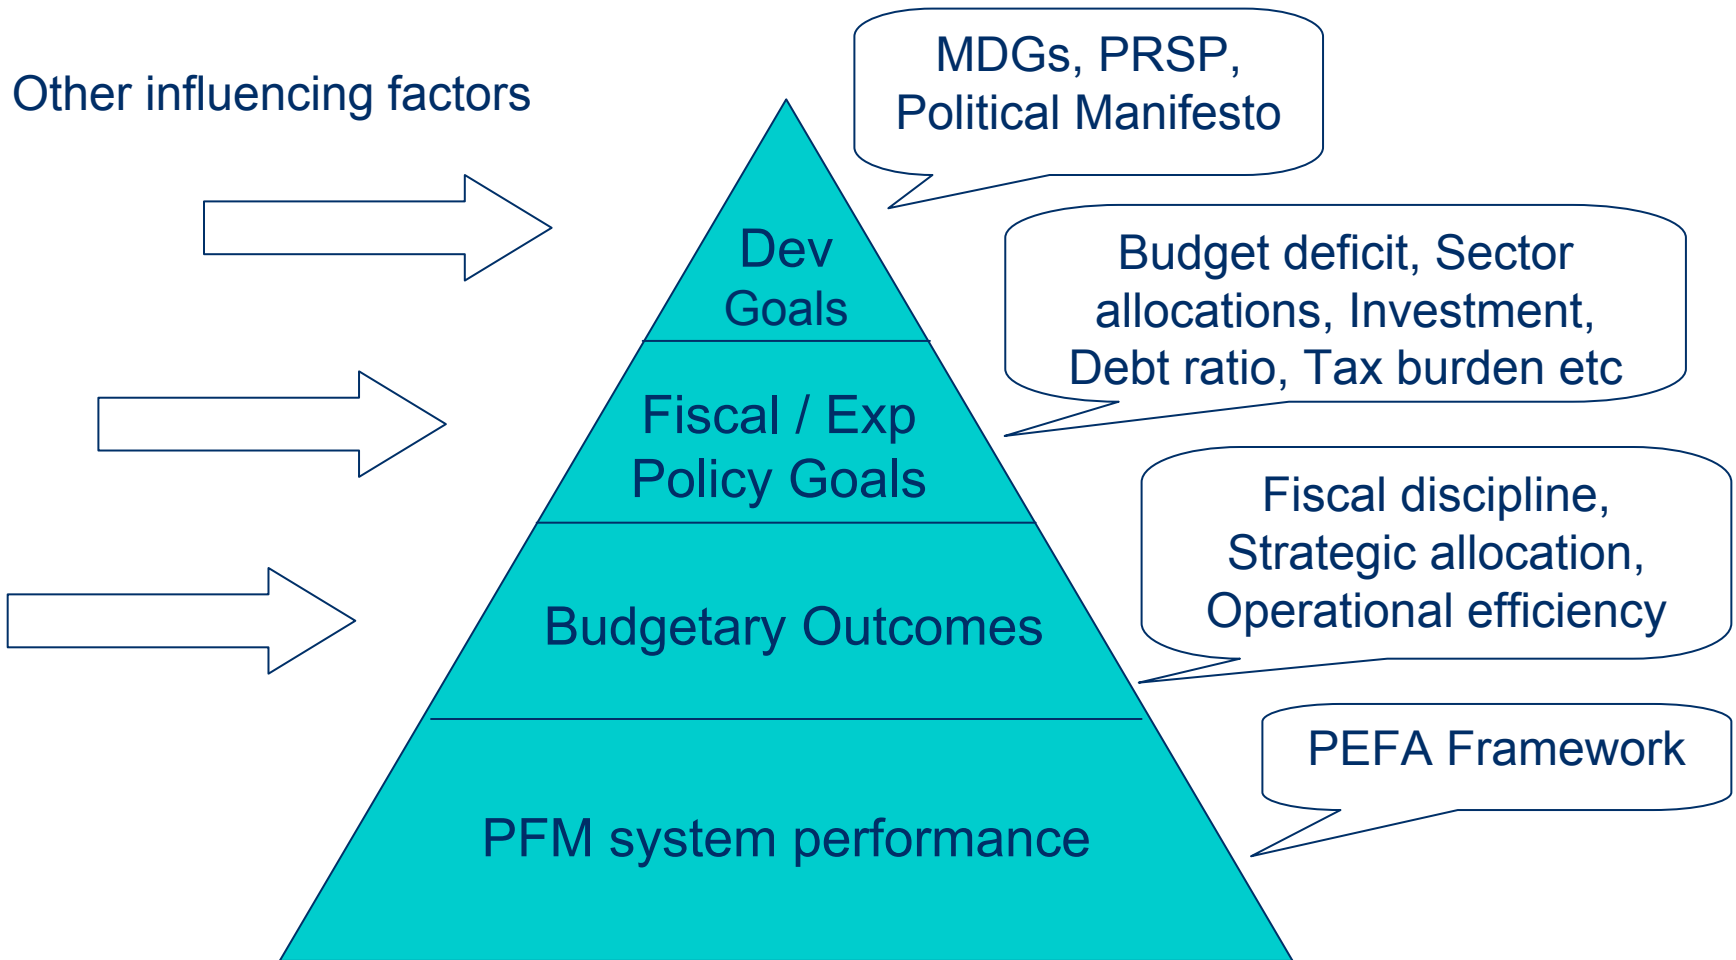 Other influencing factors
MDGs, PRSP,
Political Manifesto
Dev
Goals
Budget deficit, Sector
allocations, Investment,
Debt ratio, Tax burden etc
Fiscal / Exp
Policy Goals
Fiscal discipline,
Strategic allocation,
Operational efficiency
Budgetary Outcomes
PEFA Framework
PFM system performance